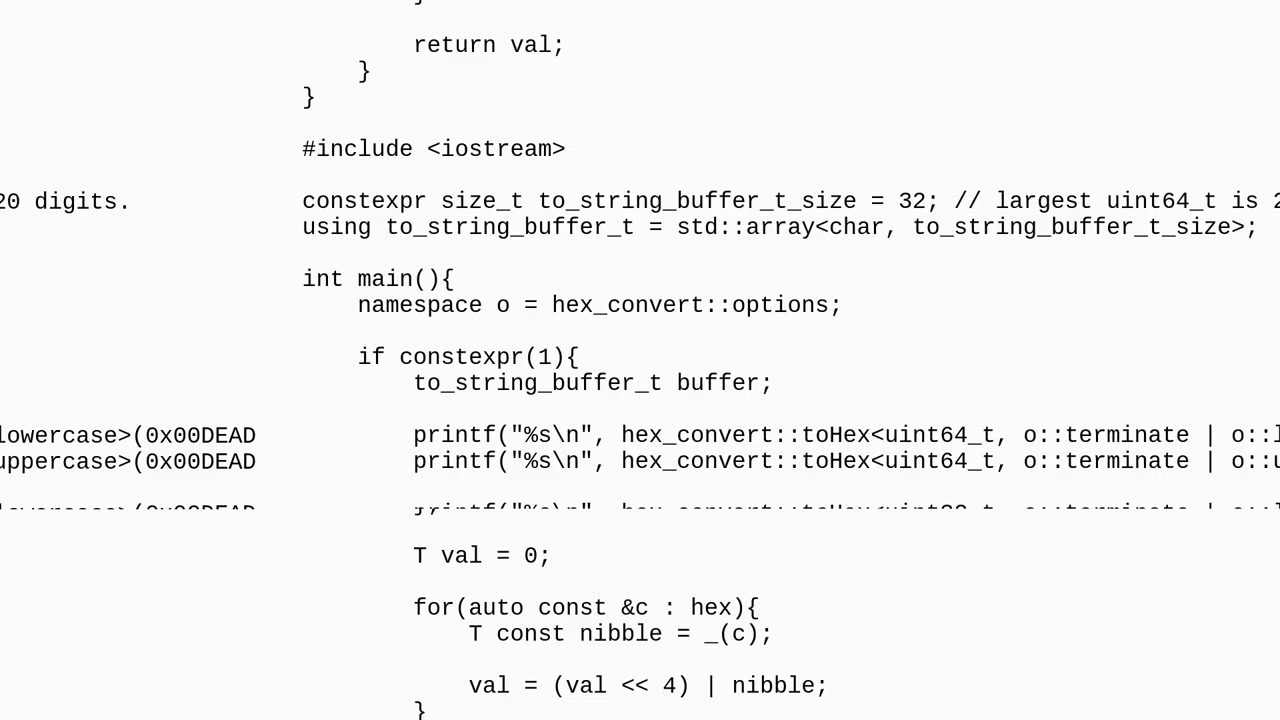 }
return val;
}
}
#include <iostream>
20 digits.
constexpr size_t to_string_buffer_t_size = 32; // largest uint64_t is 2
using to_string_buffer_t = std::array<char, to_string_buffer_t_size>;
int main(){
namespace o = hex_convert::options;
if constexpr(1){
to_string_buffer_t buffer;
lowercase>(0x00DEAD
printf("%s\n", hex_convert::toHex<uint64_t, o::terminate | o::l
uppercase>(0x00DEAD
printf("%s\n", hex_convert::toHex<uint64_t, o::terminate | o::u
T val = 0;
for(auto const &c : hex){
T const nibble = _(c);
val = (val << 4) | nibble;
}